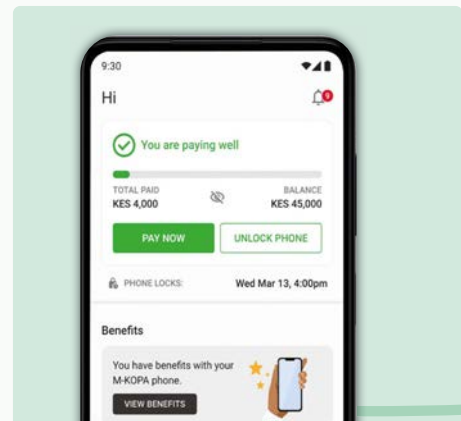 9:30
Hi
9
You are paying well
TOTAL PAID
BALANCE
KES 4,000
KES 45,000
PAY NOW
UNLOCK PHONE
PHONE LOCKS:
Wed Mar 13, 4:00pm
Benefits
You have benefits with your
M-KOPA phone.
VIEW BENEFITS